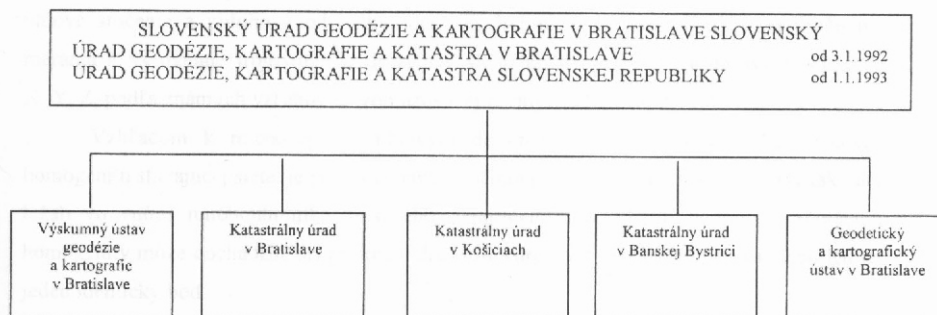 SLOVENSKÝ ÚRAD GEODÉZIE A KARTOGRAFIE V BRATISLAVE SLOVENSKÝ
ÚRAD GEODÉZIE, KARTOGRAFIE A KATASTRA V BRATISLAVE od 3.1.1992
ÚRAD GEODÉZIE, KARTOGRAFIE A KATASTRA SLOVENSKEJ REPUBLIKY od 1.1.1993
Výskumný ústav
geodézie
a kartografie
v Bratislave
Katastrálny úrad
v Bratislave
Katastrálny úrad
v Košiciach
Katastrálny úrad
v Banskej Bystrici
Geodetický
a kartografický
ústav v Bratislave